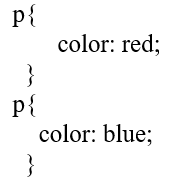 p{
color: red;
}
p{
color: blue;
}